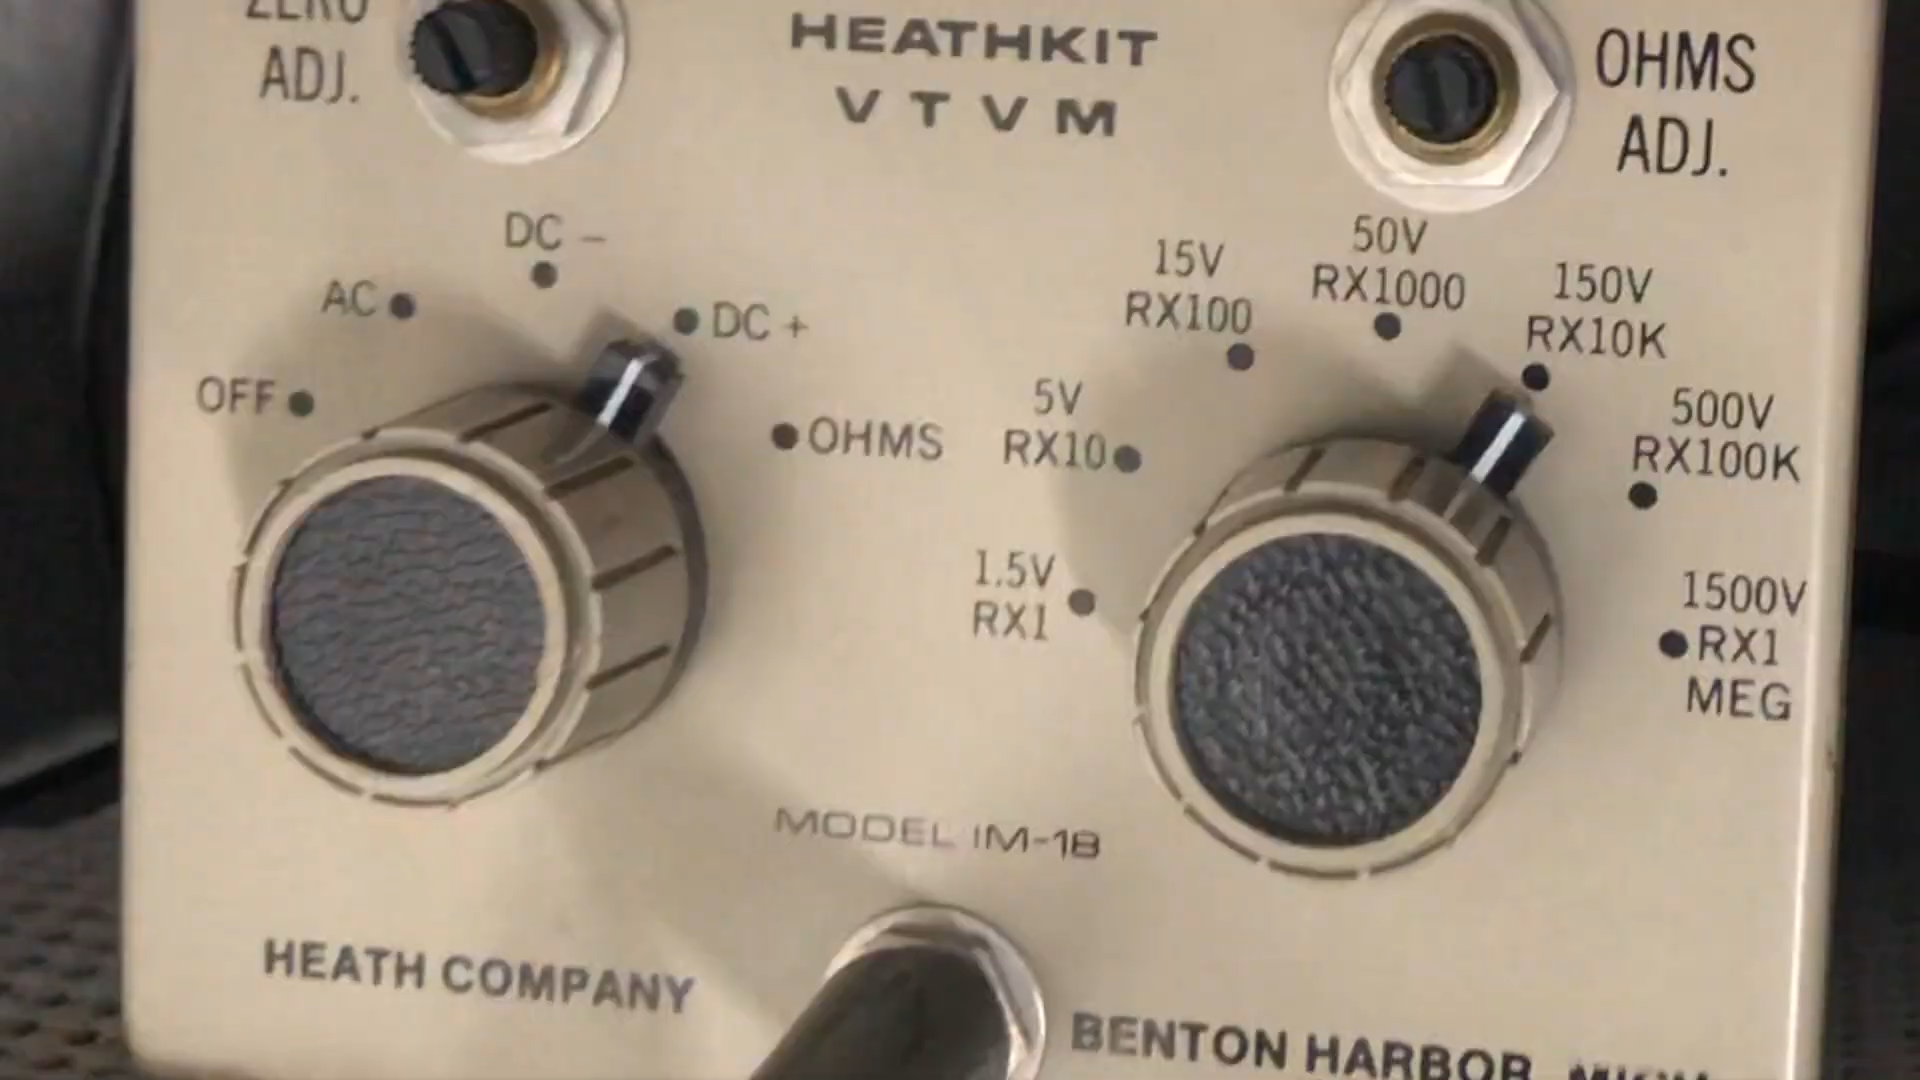 ZERO
ADJ.
HEATHKIT
VTVM
OHMS
ADJ.
DC –
AC
DC +
OFF
OHMS
15V
RX100
50V
RX1000
150V
RX10K
5V
RX10
500V
RX100K
1.5V
RX1
1500V
RX1
MEG
MODEL IM-18
HEATH COMPANY
BENTON HARBOR